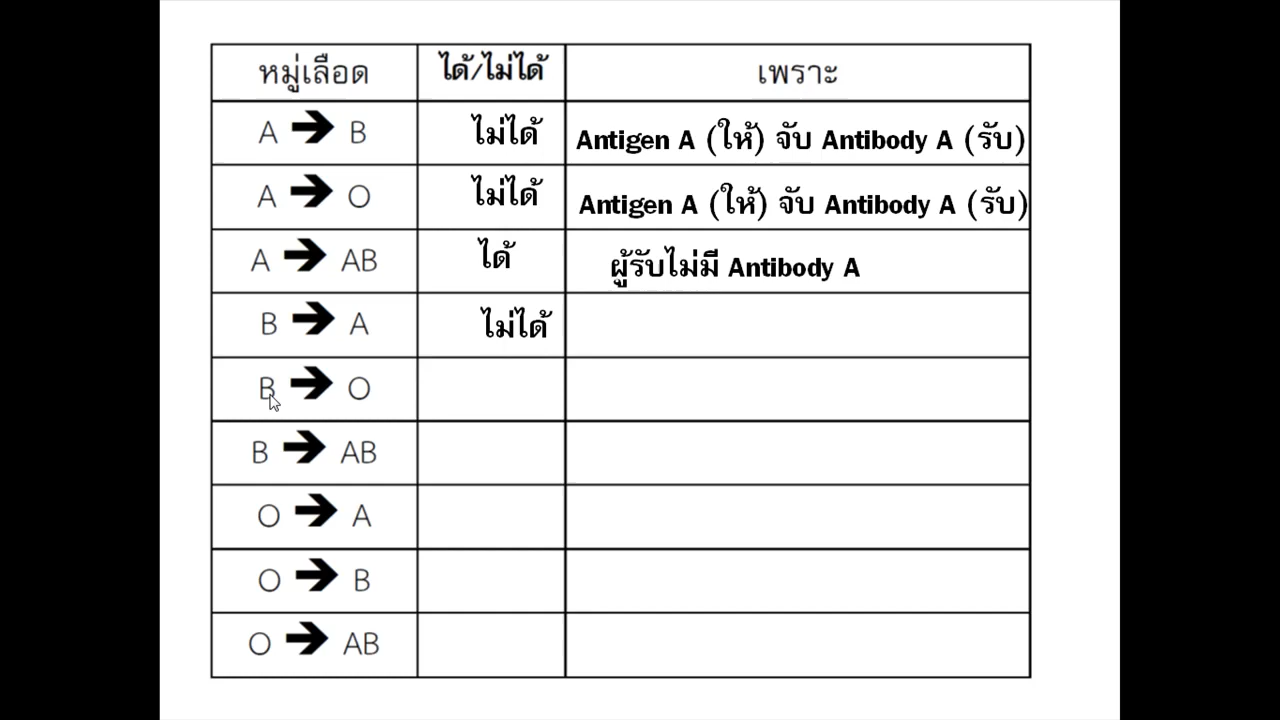 หมู่เลือด ได้/ไม่ได้ เพราะ
A ➔ B ไม่ได้ Antigen A (ให้) จับ Antibody A (รับ)
A ➔ O ไม่ได้ Antigen A (ให้) จับ Antibody A (รับ)
A ➔ AB ได้ ผู้รับไม่มี Antibody A
B ➔ A ไม่ได้
B ➔ O
B ➔ AB
O ➔ A
O ➔ B
O ➔ AB